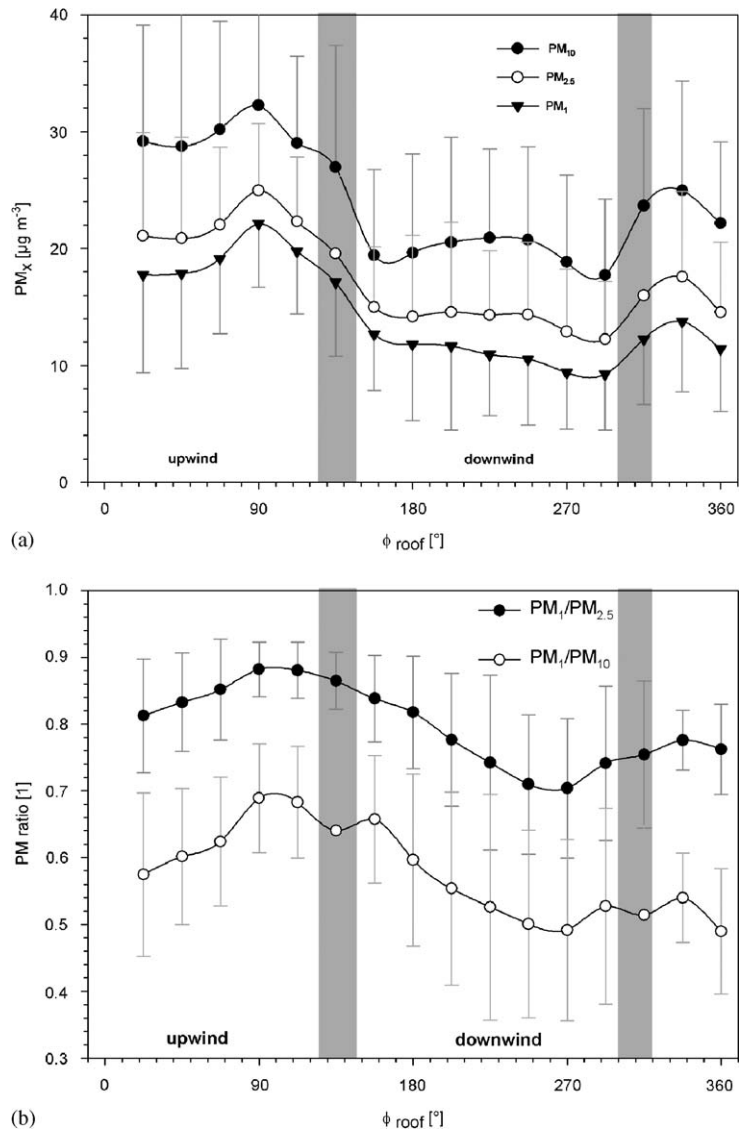 40
30
20
10
0
PMₓ [µg m⁻³]
PM₁₀
PM₂.₅
PM₁
upwind
downwind
0
90
180
270
360
ϕ roof [°]
(a)
1.0
0.9
0.8
0.7
0.6
0.5
0.4
0.3
PM ratio [1]
PM₁/PM₂.₅
PM₁/PM₁₀
upwind
downwind
0
90
180
270
360
ϕ roof [°]
(b)